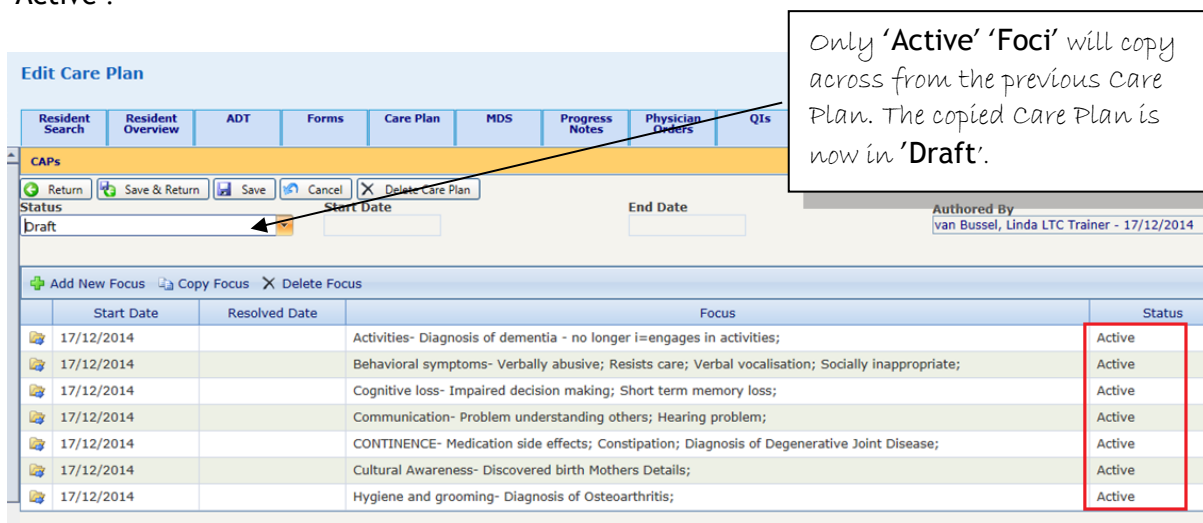 'Active'.
Only 'Active' 'Foci' will copy
across from the previous Care
Plan. The copied Care Plan is
now in 'Draft'.
Edit Care Plan
Resident Search Resident Overview ADT Forms Care Plan MDS Progress Notes Physician Orders QIs
CAPs
Return Save & Return Save Cancel Delete Care Plan
Status Start Date End Date Authored By
Draft van Bussel, Linda LTC Trainer - 17/12/2014
Add New Focus Copy Focus Delete Focus
Start Date Resolved Date Focus Status
17/12/2014 Activities- Diagnosis of dementia - no longer i=engages in activities; Active
17/12/2014 Behavioral symptoms- Verbally abusive; Resists care; Verbal vocalisation; Socially inappropriate; Active
17/12/2014 Cognitive loss- Impaired decision making; Short term memory loss; Active
17/12/2014 Communication- Problem understanding others; Hearing problem; Active
17/12/2014 CONTINENCE- Medication side effects; Constipation; Diagnosis of Degenerative Joint Disease; Active
17/12/2014 Cultural Awareness- Discovered birth Mothers Details; Active
17/12/2014 Hygiene and grooming- Diagnosis of Osteoarthritis; Active